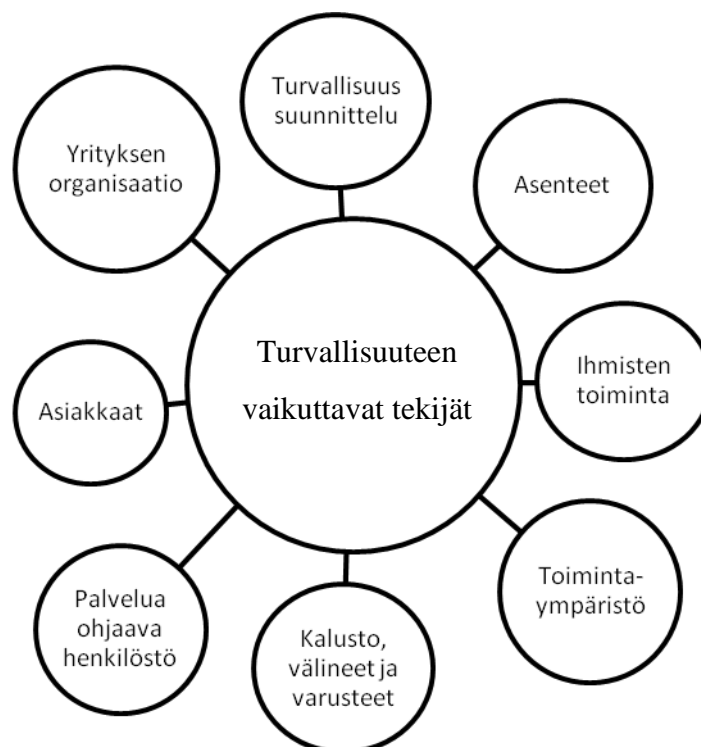 Turvallisuus
suunnittelu
Yrityksen
organisaatio
Asenteet
Turvallisuuteen
vaikuttavat tekijät
Ihmisten
toiminta
Asiakkaat
Toiminta-
ympäristö
Palvelua
ohjaava
henkilöstö
Kalusto,
välineet ja
varusteet